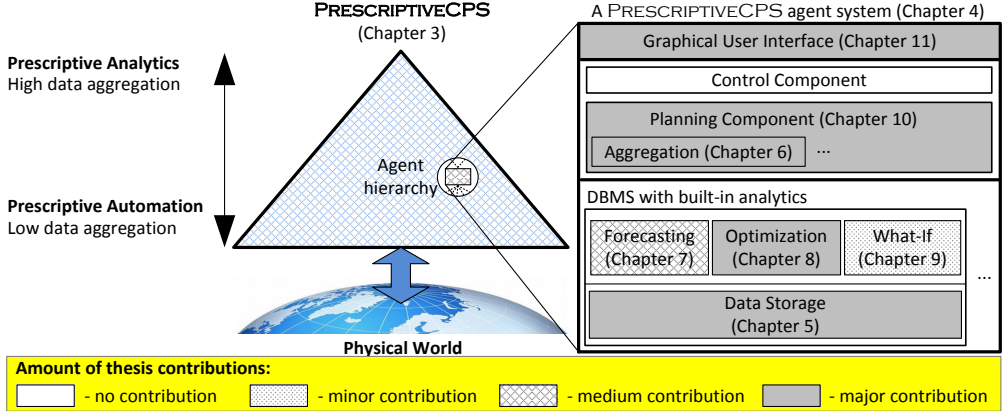 PRESCRIPTIVECPS
(Chapter 3)
Prescriptive Analytics
High data aggregation
Agent
hierarchy
Prescriptive Automation
Low data aggregation
Physical World
A PRESCRIPTIVECPS agent system (Chapter 4)
Graphical User Interface (Chapter 11)
Control Component
Planning Component (Chapter 10)
Aggregation (Chapter 6) ...
DBMS with built-in analytics
Forecasting
(Chapter 7)
Optimization
(Chapter 8)
What-If
(Chapter 9)
...
Data Storage
(Chapter 5)
Amount of thesis contributions:
- no contribution - minor contribution - medium contribution - major contribution